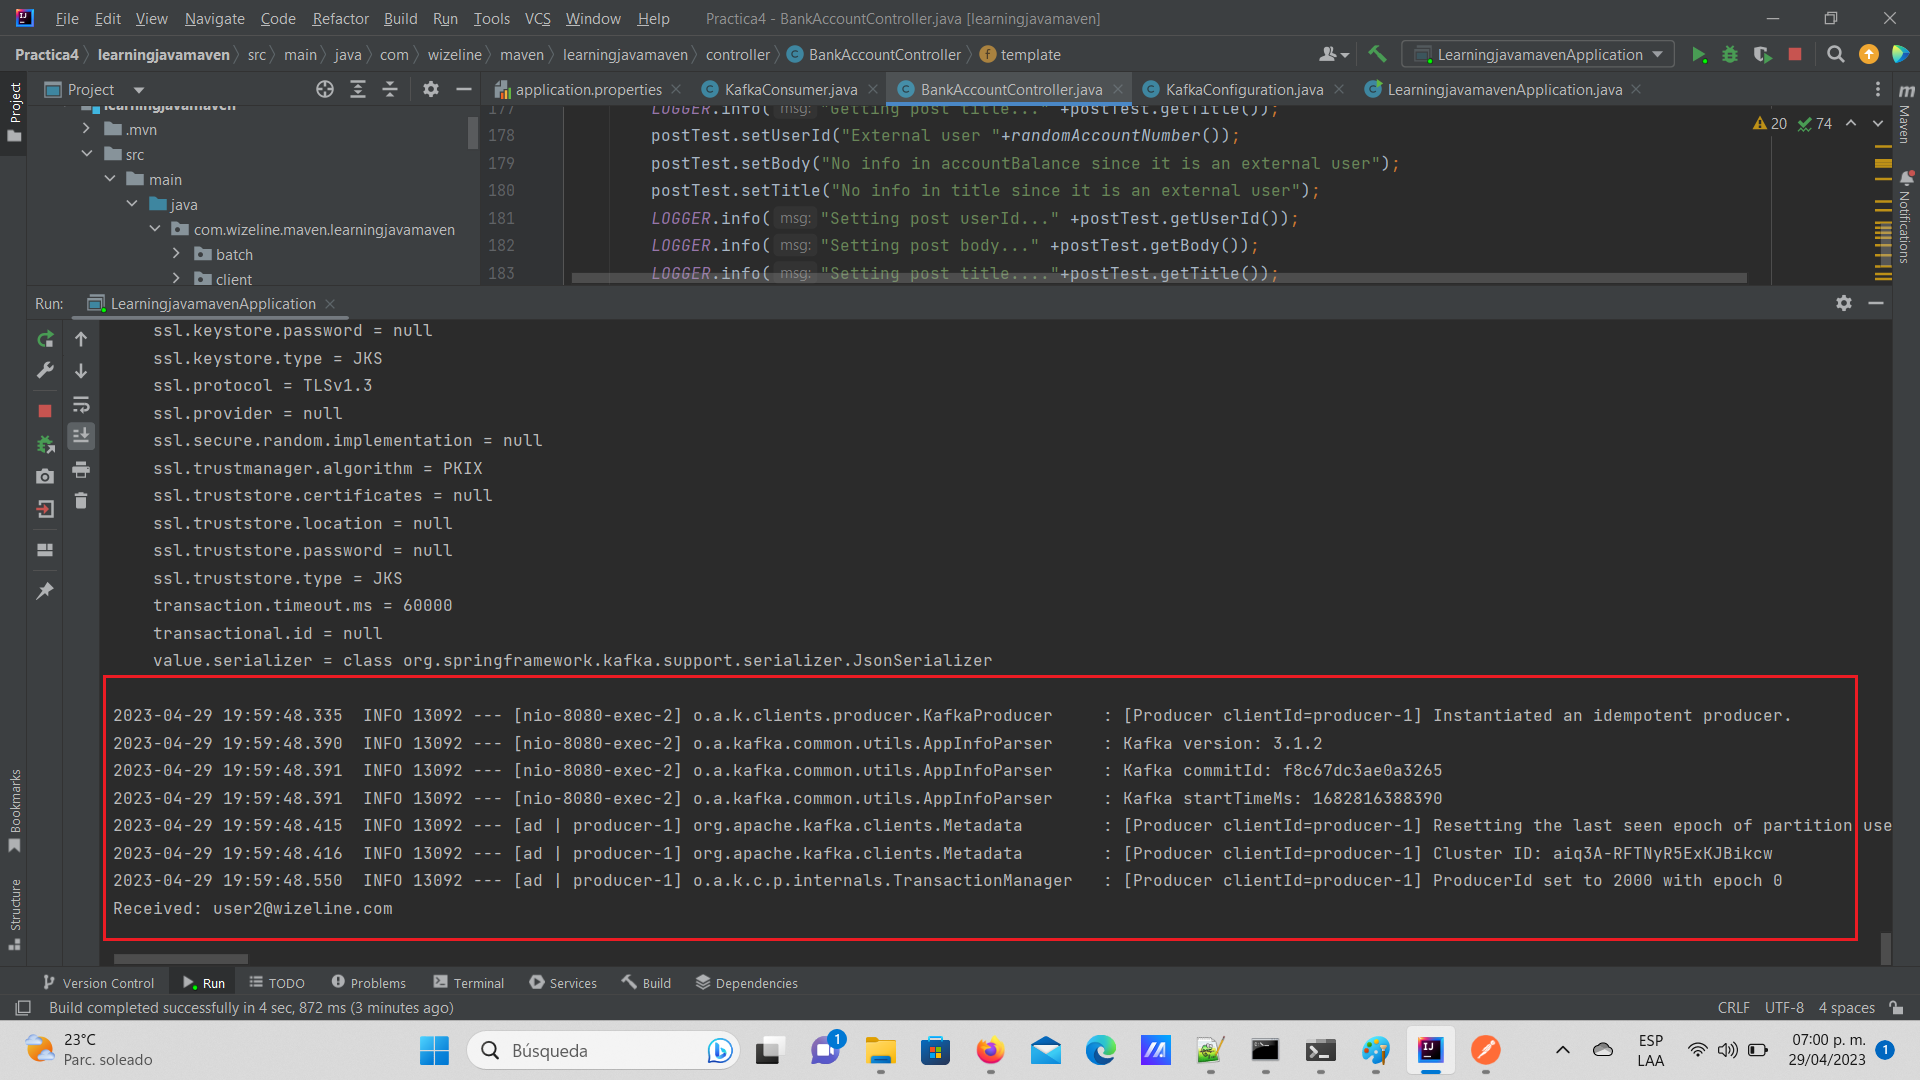 File Edit View Navigate Code Refactor Build Run Tools VCS Window Help Practica4 - BankAccountController.java [learningjavamaven]
Practica4 learningjavamaven src main java com wizeline maven learningjavamaven controller BankAccountController template LearningjavamavenApplication
Project
application.properties KafkaConsumer.java BankAccountController.java KafkaConfiguration.java LearningjavamavenApplication.java
Project
Maven
Notifications
learningjavamaven
.mvn
src
main
java
com.wizeline.maven.learningjavamaven
batch
client
20 74
177 LOGGER.info( msg: "Getting post title... " +postTest.getTitle());
178 postTest.setUserId("External user "+randomAccountNumber());
179 postTest.setBody("No info in accountBalance since it is an external user");
180 postTest.setTitle("No info in title since it is an external user");
181 LOGGER.info( msg: "Setting post userId..." +postTest.getUserId());
182 LOGGER.info( msg: "Setting post body..." +postTest.getBody());
183 LOGGER.info( msg: "Setting post title...."+postTest.getTitle());
Run: LearningjavamavenApplication
ssl.keystore.password = null
ssl.keystore.type = JKS
ssl.protocol = TLSv1.3
ssl.provider = null
ssl.secure.random.implementation = null
ssl.trustmanager.algorithm = PKIX
ssl.truststore.certificates = null
ssl.truststore.location = null
ssl.truststore.password = null
ssl.truststore.type = JKS
transaction.timeout.ms = 60000
transactional.id = null
value.serializer = class org.springframework.kafka.support.serializer.JsonSerializer
2023-04-29 19:59:48.335 INFO 13092 --- [nio-8080-exec-2] o.a.k.clients.producer.KafkaProducer : [Producer clientId=producer-1] Instantiated an idempotent producer.
2023-04-29 19:59:48.390 INFO 13092 --- [nio-8080-exec-2] o.a.kafka.common.utils.AppInfoParser : Kafka version: 3.1.2
2023-04-29 19:59:48.391 INFO 13092 --- [nio-8080-exec-2] o.a.kafka.common.utils.AppInfoParser : Kafka commitId: f8c67dc3ae0a3265
2023-04-29 19:59:48.391 INFO 13092 --- [nio-8080-exec-2] o.a.kafka.common.utils.AppInfoParser : Kafka startTimeMs: 1682816388390
2023-04-29 19:59:48.415 INFO 13092 --- [ad | producer-1] org.apache.kafka.clients.Metadata : [Producer clientId=producer-1] Resetting the last seen epoch of partition use
2023-04-29 19:59:48.416 INFO 13092 --- [ad | producer-1] org.apache.kafka.clients.Metadata : [Producer clientId=producer-1] Cluster ID: aiq3A-RFTNyR5ExKJBikcw
2023-04-29 19:59:48.550 INFO 13092 --- [ad | producer-1] o.a.k.c.p.internals.TransactionManager : [Producer clientId=producer-1] ProducerId set to 2000 with epoch 0
Received: user2@wizeline.com
Bookmarks
Structure
Version Control Run TODO Problems Terminal Services Build Dependencies
Build completed successfully in 4 sec, 872 ms (3 minutes ago) CRLF UTF-8 4 spaces
23°C
Parc. soleado
Búsqueda
1
ESP
LAA
07:00 p. m.
29/04/2023
1